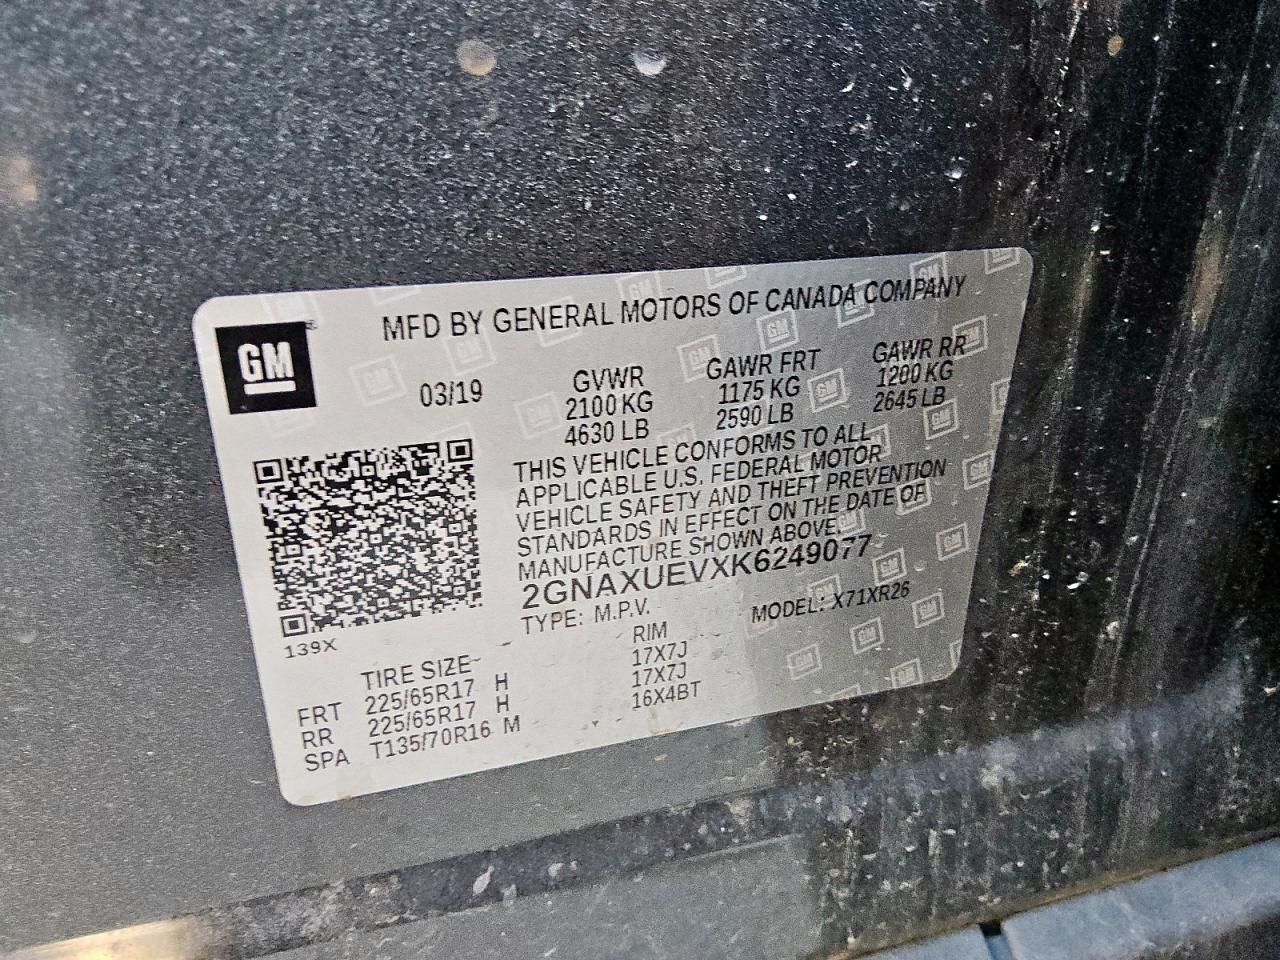 GM
MFD BY GENERAL MOTORS OF CANADA COMPANY
03/19
GVWR GAWR FRT GAWR RR
2100 KG 1175 KG 1200 KG
4630 LB 2590 LB 2645 LB
THIS VEHICLE CONFORMS TO ALL
APPLICABLE U.S. FEDERAL MOTOR
VEHICLE SAFETY AND THEFT PREVENTION
STANDARDS IN EFFECT ON THE DATE OF
MANUFACTURE SHOWN ABOVE.
2GNAXUEVXK6249077
TYPE: M.P.V. MODEL: X71XR26
139X
TIRE SIZE RIM
FRT 225/65R17 H 17X7J
RR 225/65R17 H 17X7J
SPA T135/70R16 M 16X4BT